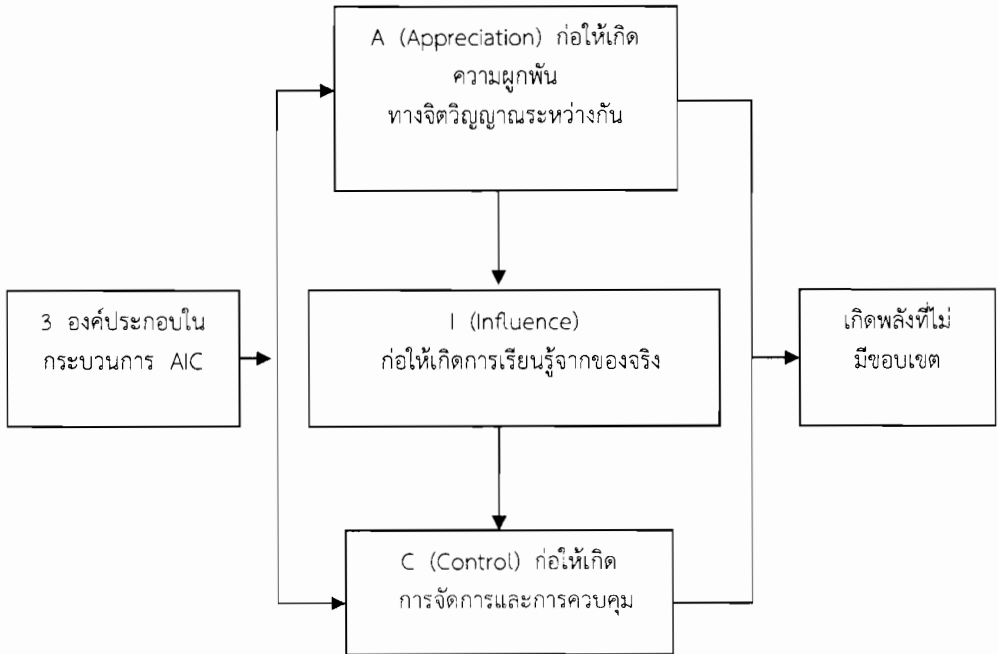 A (Appreciation) ก่อให้เกิด
ความผูกพัน
ทางจิตวิญญาณระหว่างกัน
3 องค์ประกอบใน
กระบวนการ AIC
I (Influence)
ก่อให้เกิดการเรียนรู้จากของจริง
เกิดพลังที่ไม่
มีขอบเขต
C (Control) ก่อให้เกิด
การจัดการและการควบคุม